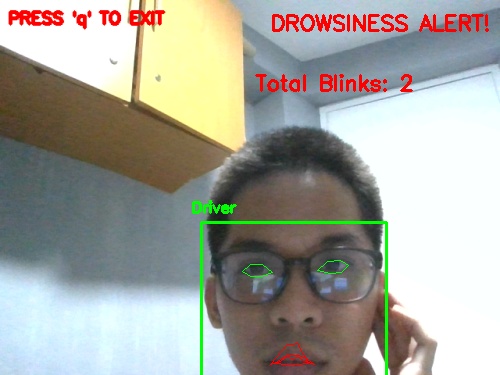 PRESS 'q' TO EXIT
DROWSINESS ALERT!
Total Blinks: 2
Driver